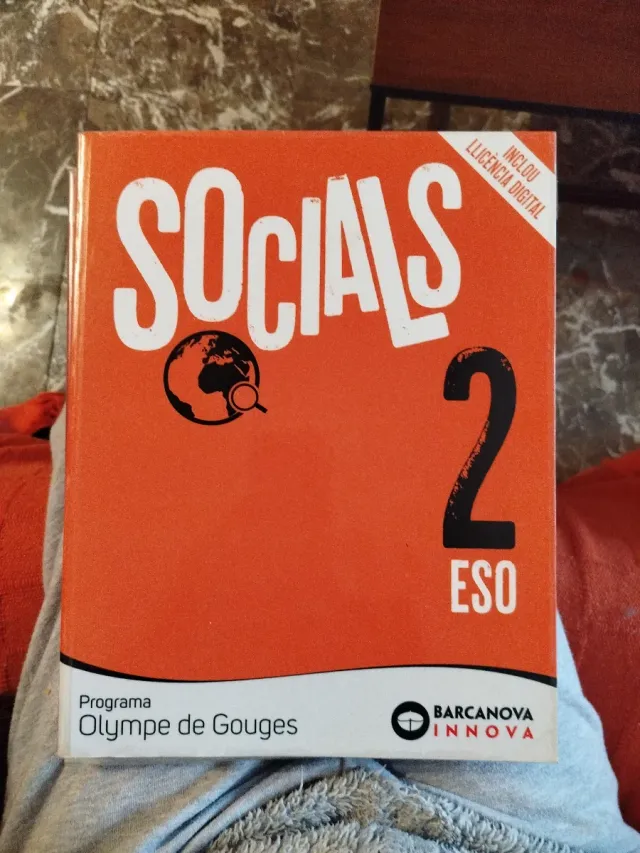 INCLOU
LLICÈNCIA DIGITAL
SOCIALS
2
ESO
Programa
Olympe de Gouges
BARCANOVA
INNOVA